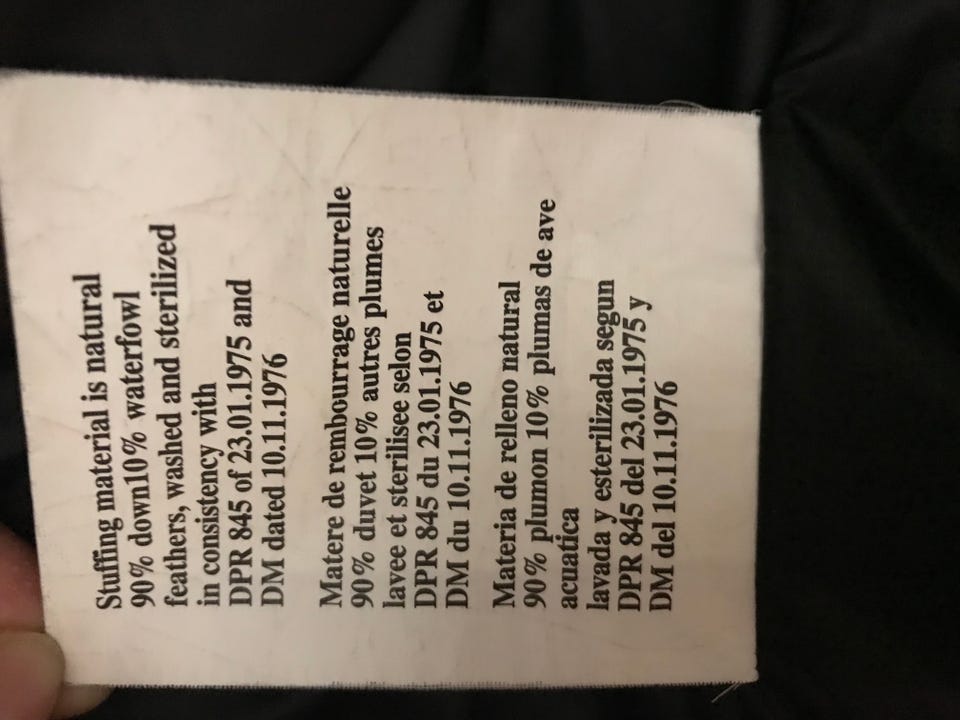 Stuffing material is natural
90% down10% waterfowl
feathers, washed and sterilized
in consistency with
DPR 845 of 23.01.1975 and
DM dated 10.11.1976
Matere de rembourrage naturelle
90% duvet 10% autres plumes
lavee et sterilisee selon
DPR 845 du 23.01.1975 et
DM du 10.11.1976
Materia de relleno natural
90% plumon 10% plumas de ave
acuatica
lavada y esterilizada segun
DPR 845 del 23.01.1975 y
DM del 10.11.1976